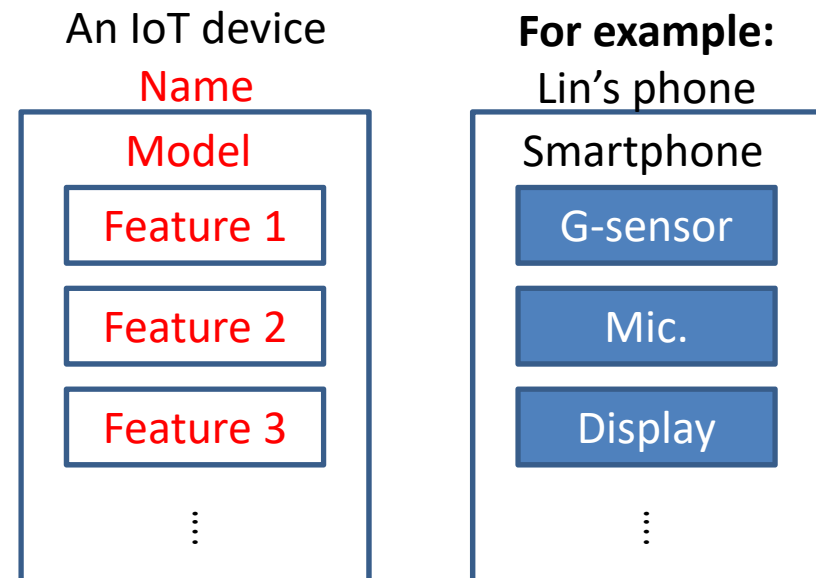 An IoT device
Name
Model
Feature 1
Feature 2
Feature 3
⋮
For example:
Lin’s phone
Smartphone
G-sensor
Mic.
Display
⋮